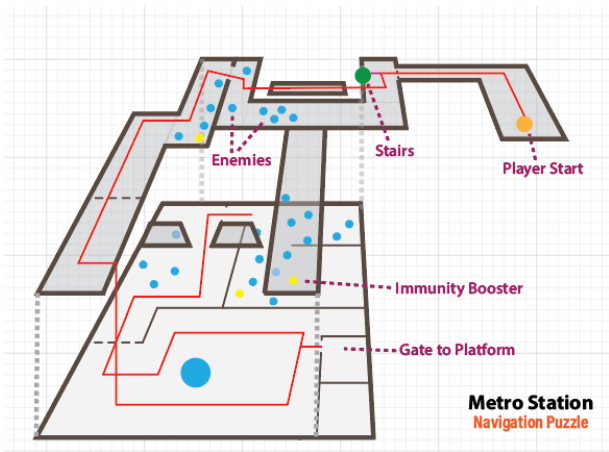 Enemies
Stairs
Player Start
Immunity Booster
Gate to Platform
Metro Station
Navigation Puzzle